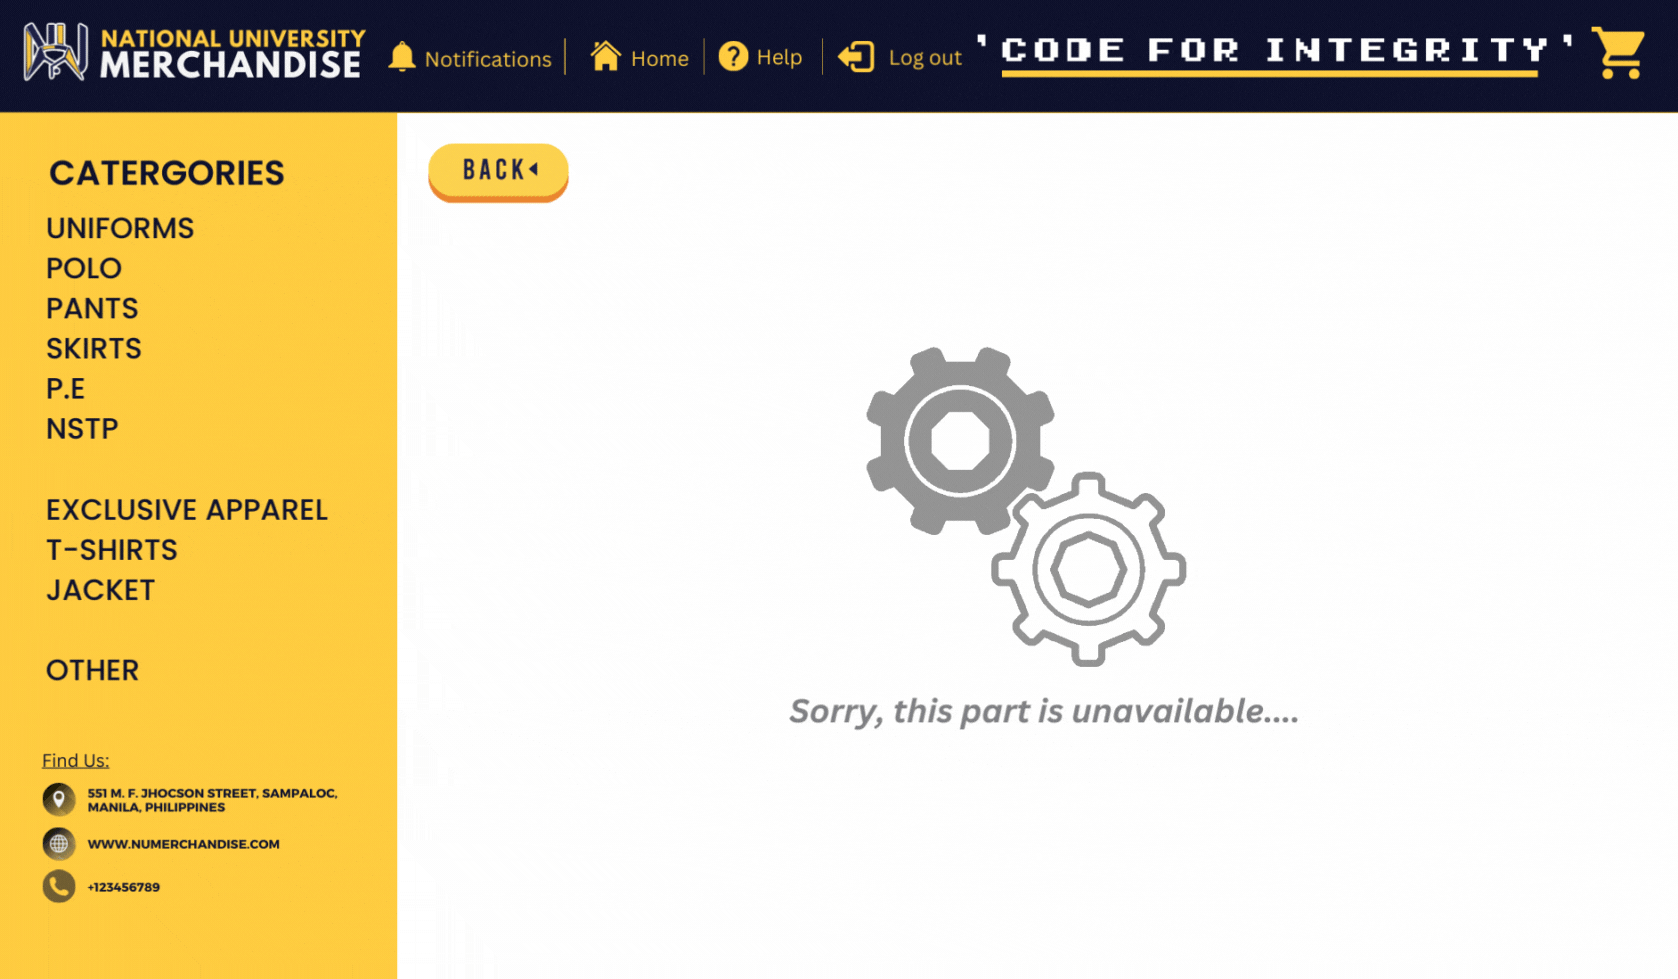 NATIONAL UNIVERSITY
MERCHANDISE
Notifications
Home
Help
Log out
'CODE FOR INTEGRITY'
CATERGORIES
UNIFORMS
POLO
PANTS
SKIRTS
P.E
NSTP
EXCLUSIVE APPAREL
T-SHIRTS
JACKET
OTHER
Find Us:
551 M. F. JHOCSON STREET, SAMPALOC,
MANILA, PHILIPPINES
WWW.NUMERCHANDISE.COM
+123456789
BACK
Sorry, this part is unavailable....